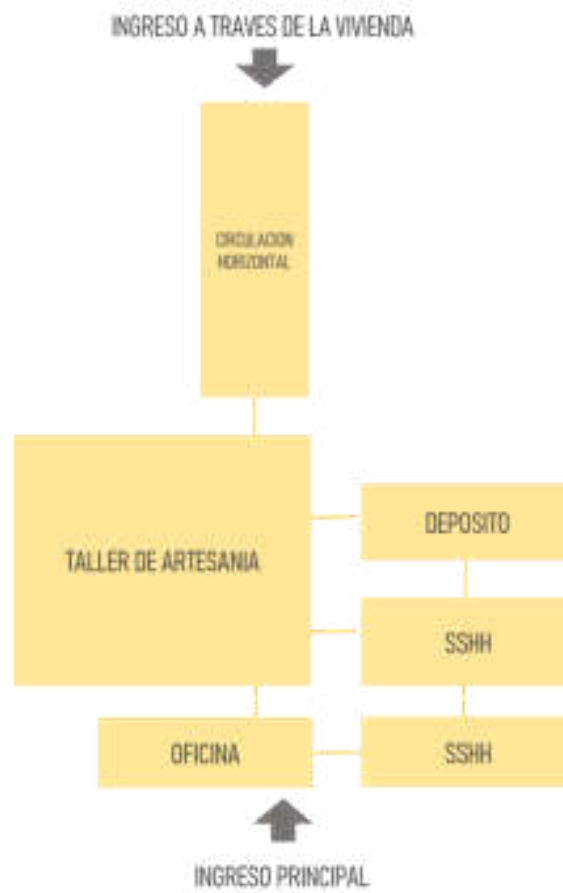 INGRESO A TRAVES DE LA VIVIENDA
CIRCULACION
HORIZONTAL
TALLER DE ARTESANIA
DEPOSITO
SSHH
OFICINA
SSHH
INGRESO PRINCIPAL